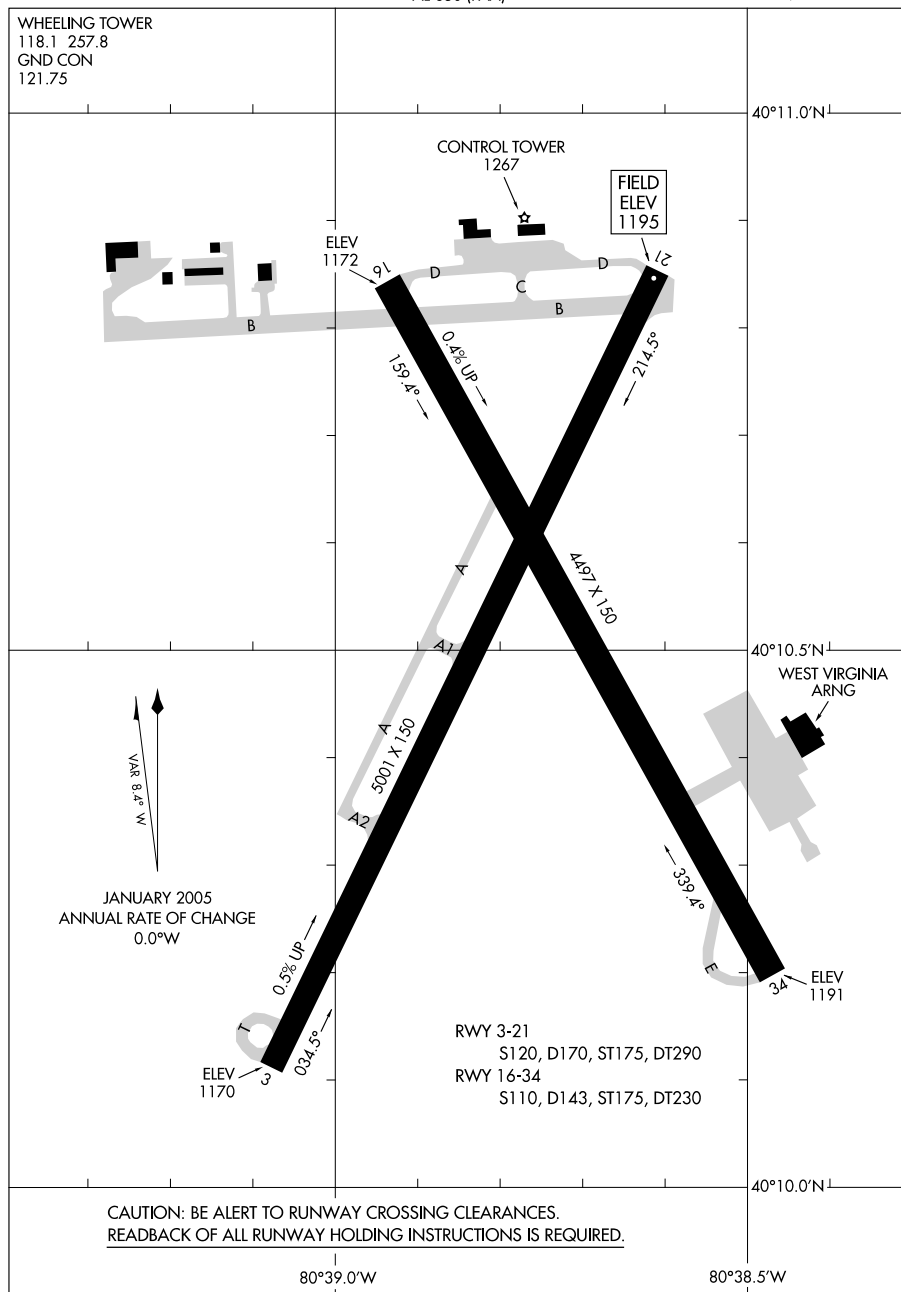 WHEELING TOWER
118.1 257.8
GND CON
121.75
40°11.0'N
CONTROL TOWER
1267
FIELD
ELEV
1195
ELEV
1172
16
21
D
D
C
B
B
0.4% UP
159.4°
214.5°
A
4497 X 150
A1
40°10.5'N
WEST VIRGINIA
ARNG
A
5001 X 150
VAR 8.4° W
A2
339.4°
JANUARY 2005
ANNUAL RATE OF CHANGE
0.0°W
0.5% UP
E
34
ELEV
1191
T
034.5°
3
ELEV
1170
RWY 3-21
S120, D170, ST175, DT290
RWY 16-34
S110, D143, ST175, DT230
40°10.0'N
CAUTION: BE ALERT TO RUNWAY CROSSING CLEARANCES.
READBACK OF ALL RUNWAY HOLDING INSTRUCTIONS IS REQUIRED.
80°39.0'W
80°38.5'W